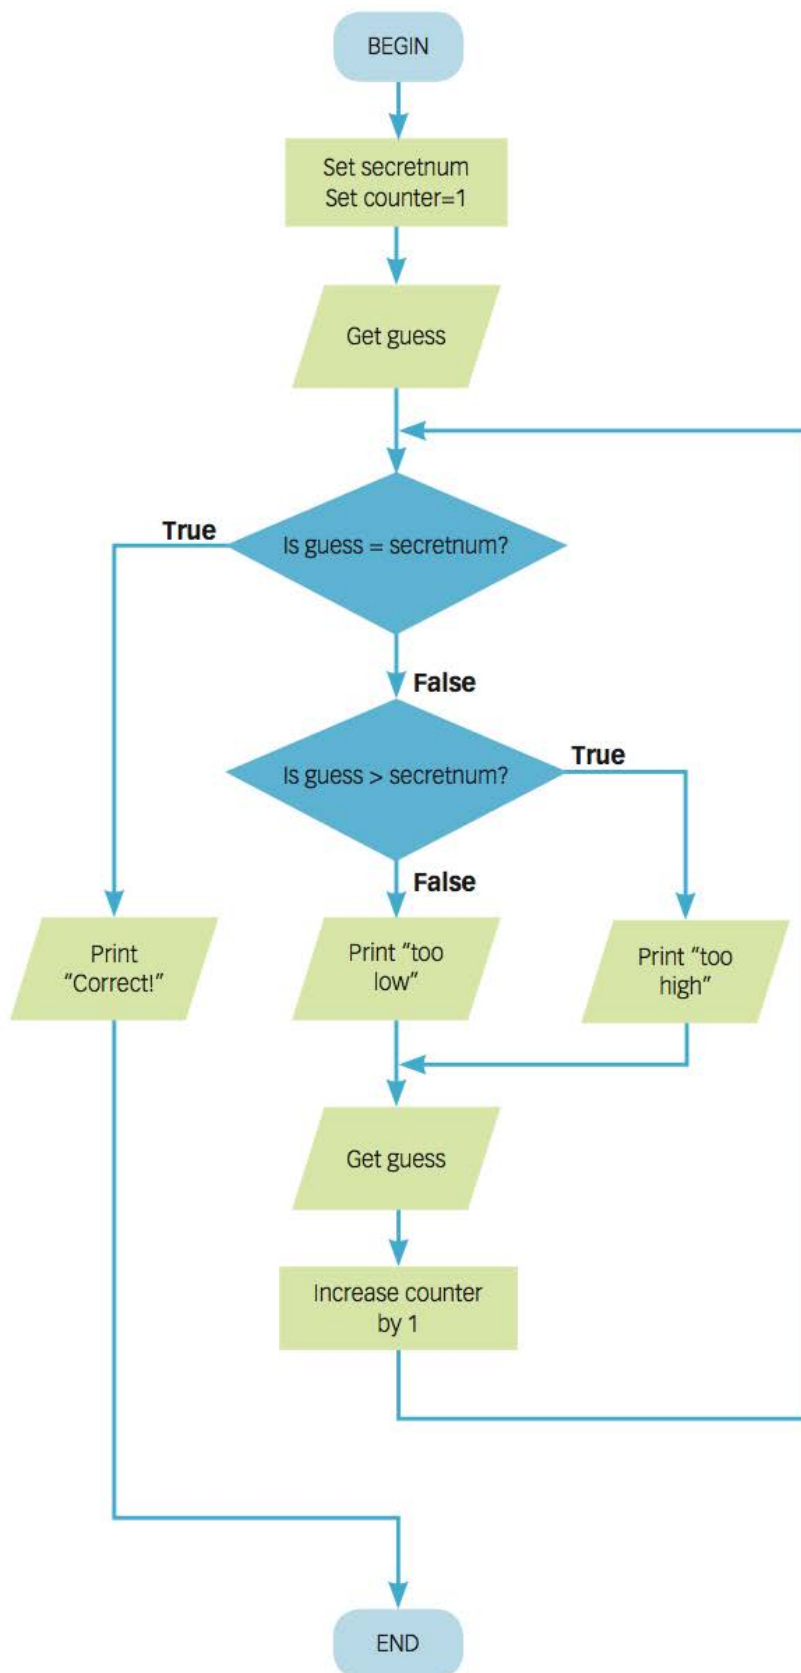 BEGIN
Set secretnum
Set counter=1
Get guess
True
Is guess = secretnum?
False
Is guess > secretnum?
True
False
Print
“Correct!”
Print “too
low”
Print “too
high”
Get guess
Increase counter
by 1
END